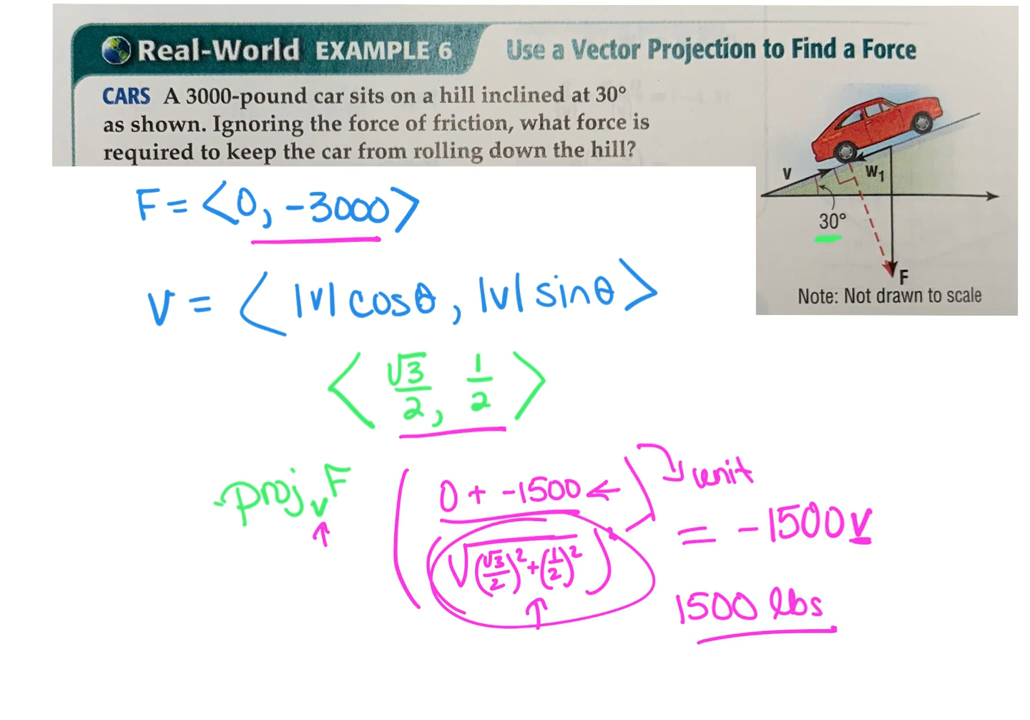 Real-World EXAMPLE 6 Use a Vector Projection to Find a Force
CARS A 3000-pound car sits on a hill inclined at 30°
as shown. Ignoring the force of friction, what force is
required to keep the car from rolling down the hill?
v
w₁
30°
F
Note: Not drawn to scale
F = ⟨0, -3000⟩
v = ⟨|v| cosθ, |v| sinθ⟩
⟨√3/2, 1/2⟩
-projᵥF (0 + -1500 / √((√3/2)² + (1/2)²)) unit
= -1500v
1500 lbs